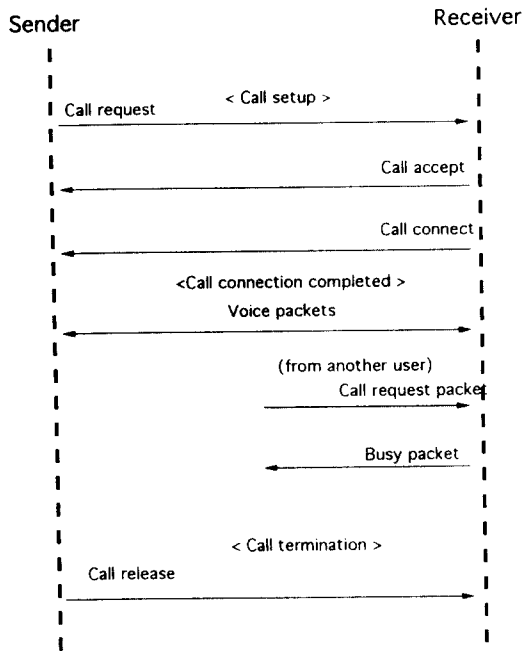 Sender
Receiver
< Call setup >
Call request
Call accept
Call connect
<Call connection completed >
Voice packets
(from another user)
Call request packet
Busy packet
< Call termination >
Call release